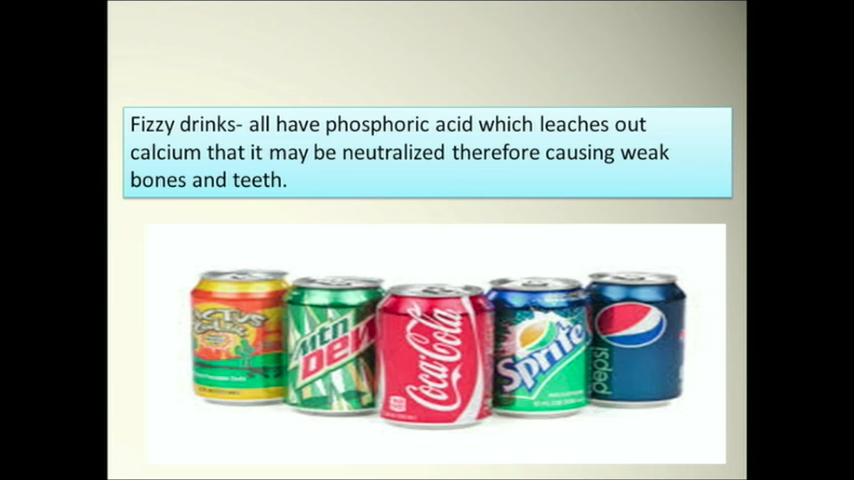 Fizzy drinks- all have phosphoric acid which leaches out
calcium that it may be neutralized therefore causing weak
bones and teeth.
Mtn
Dew
Coca-Cola
Sprite
pepsi